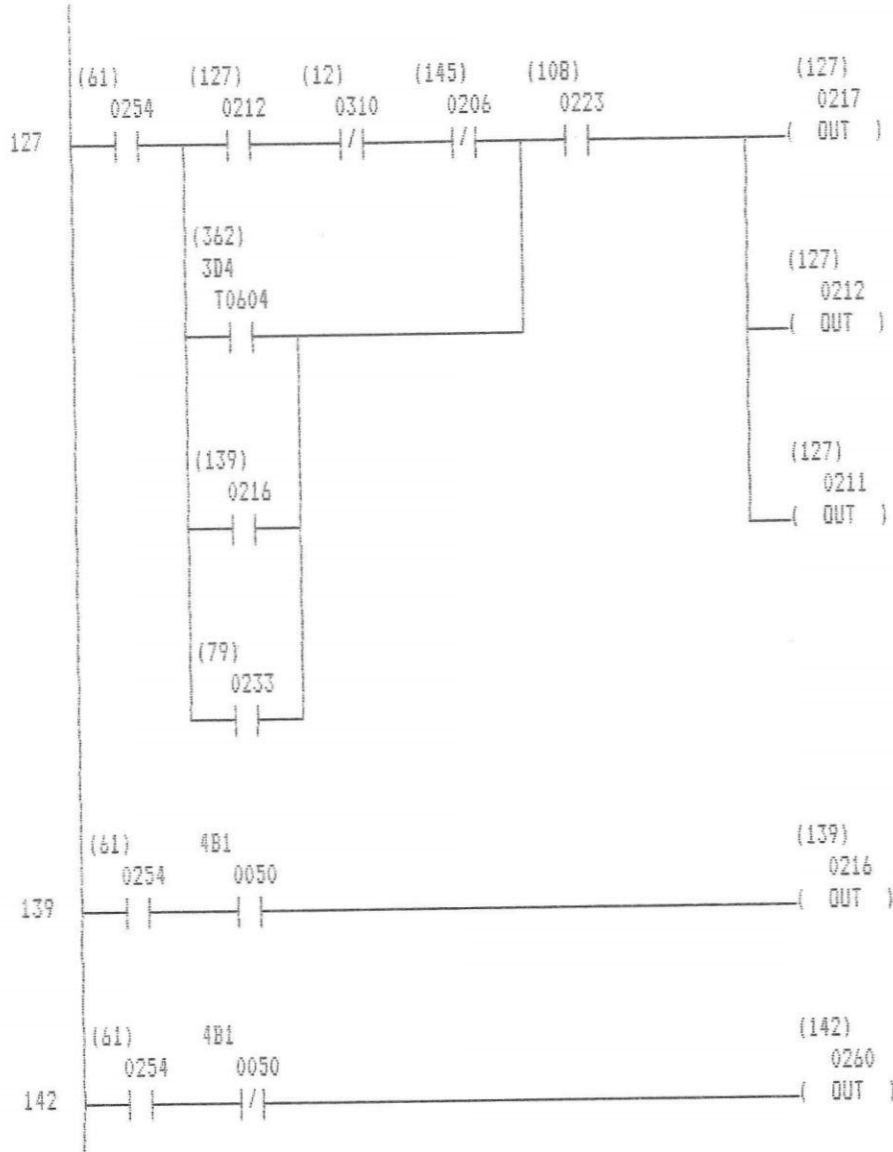 (61) (127) (12) (145) (108) (127)
0254 0212 0310 0206 0223 0217
127 ( OUT )
(362)
3D4
T0604
(127)
0212
( OUT )
(139)
0216
(127)
0211
( OUT )
(79)
0233
(61) 4B1 (139)
0254 0050 0216
139 ( OUT )
(61) 4B1 (142)
0254 0050 0260
142 ( OUT )